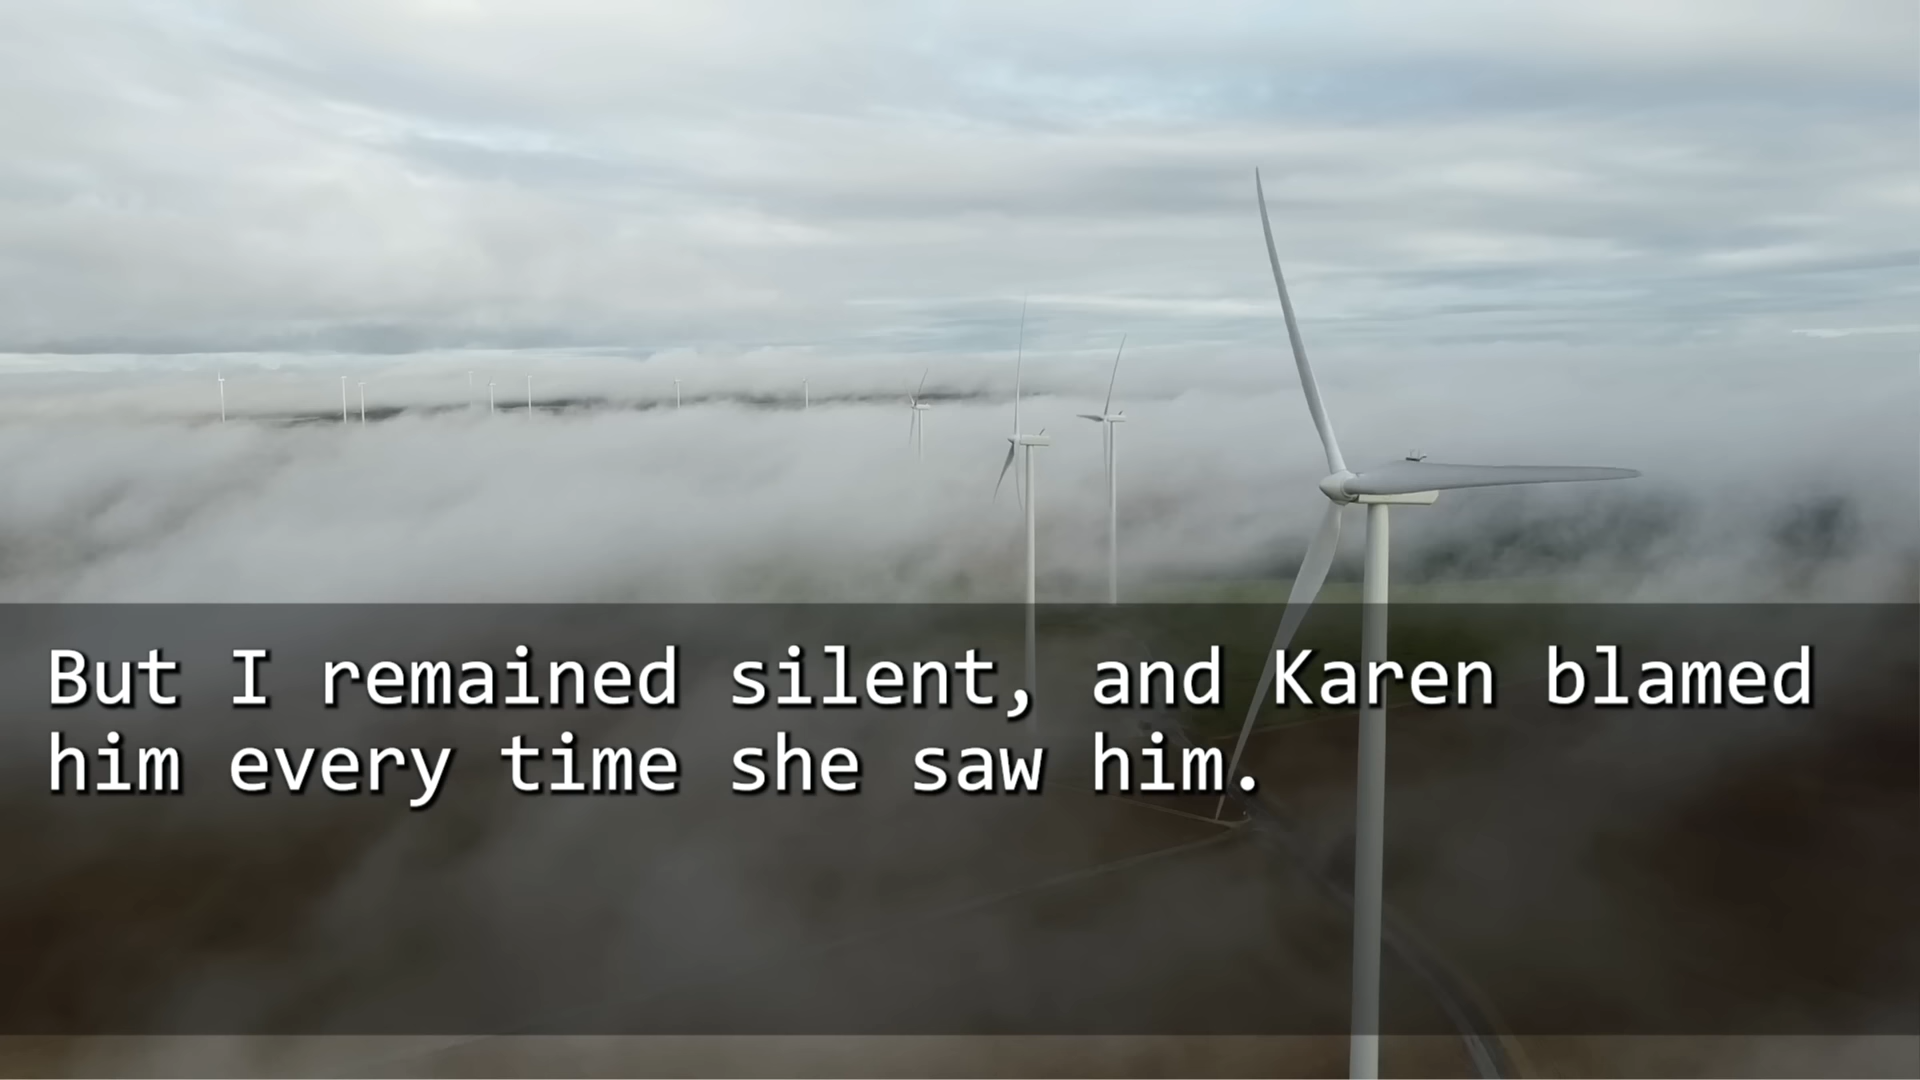 But I remained silent, and Karen blamed
him every time she saw him.